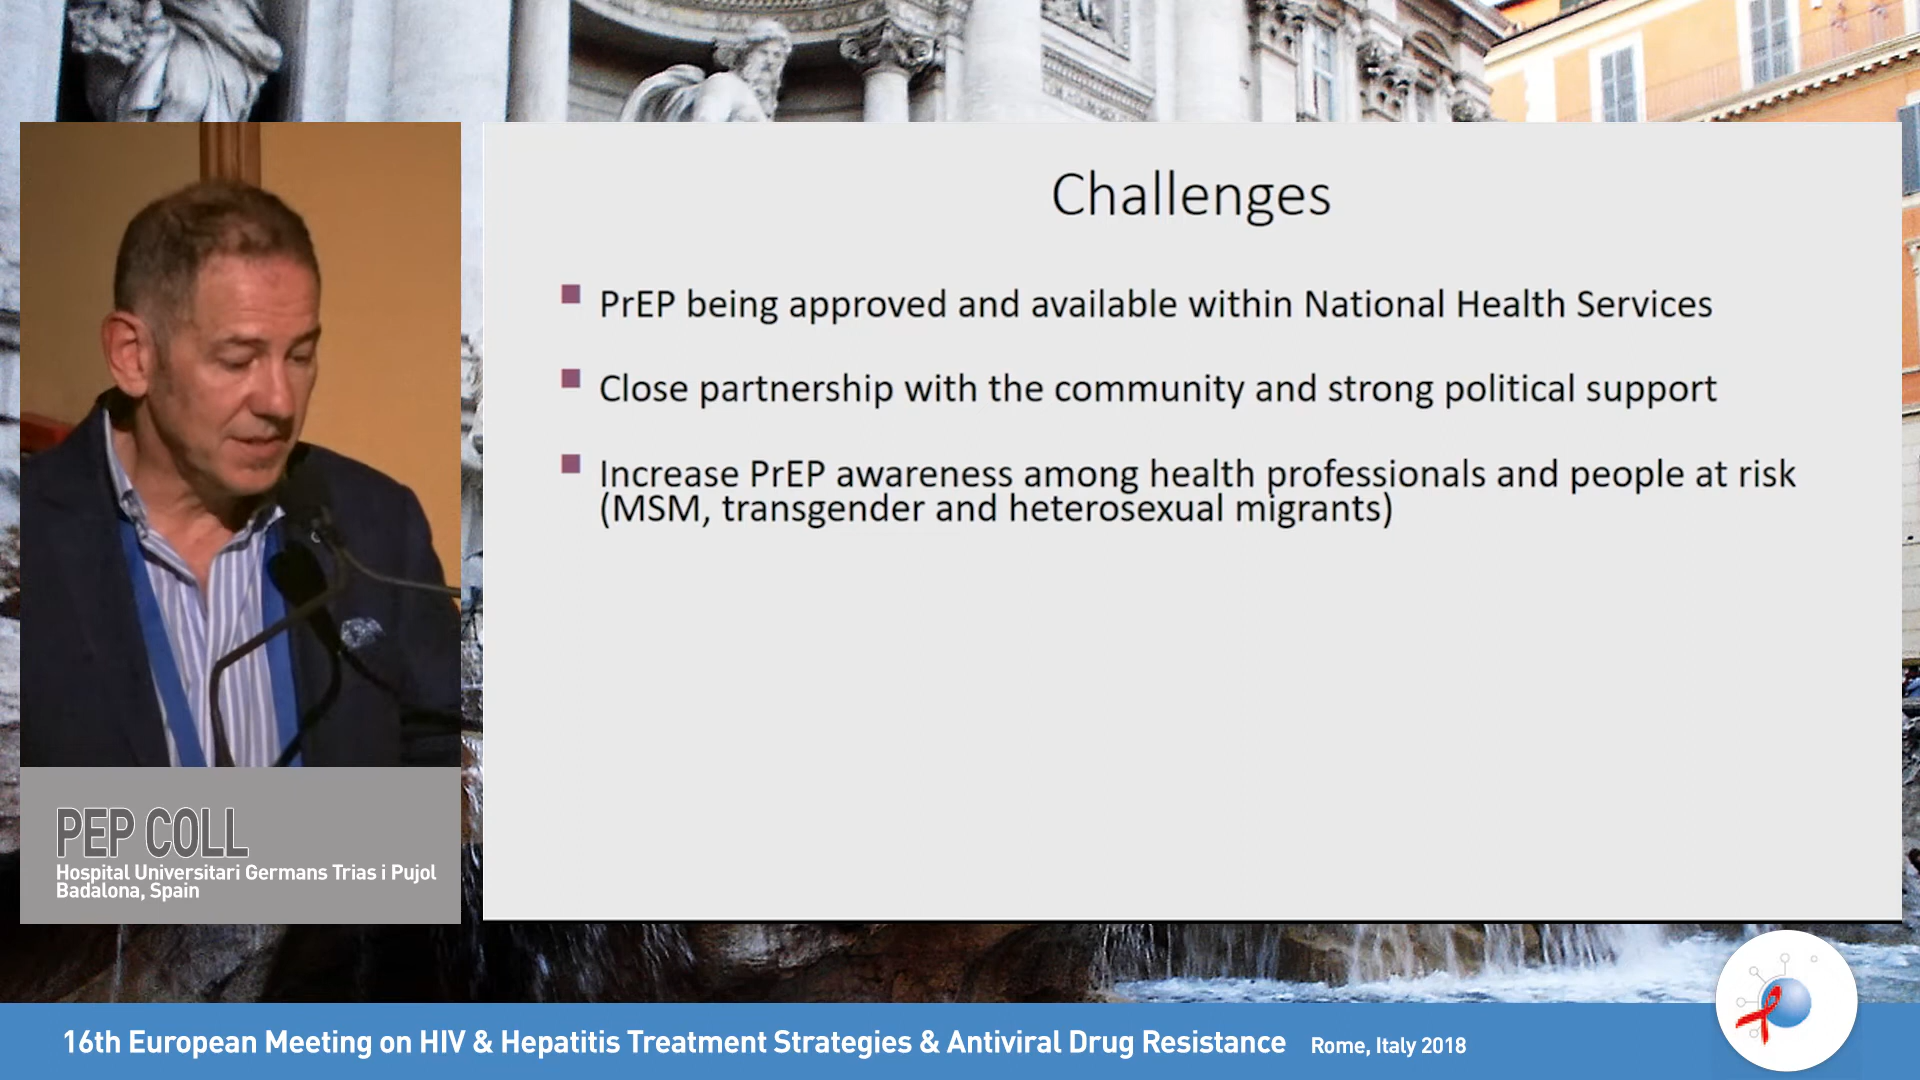 Challenges
PrEP being approved and available within National Health Services
Close partnership with the community and strong political support
Increase PrEP awareness among health professionals and people at risk
(MSM, transgender and heterosexual migrants)
PEP COLL
Hospital Universitari Germans Trias i Pujol
Badalona, Spain
16th European Meeting on HIV & Hepatitis Treatment Strategies & Antiviral Drug Resistance Rome, Italy 2018